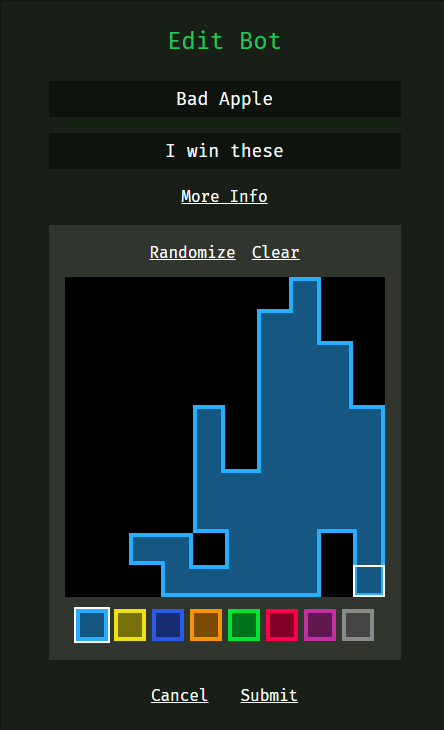 Edit Bot
Bad Apple
I win these
More Info
Randomize Clear
Cancel Submit